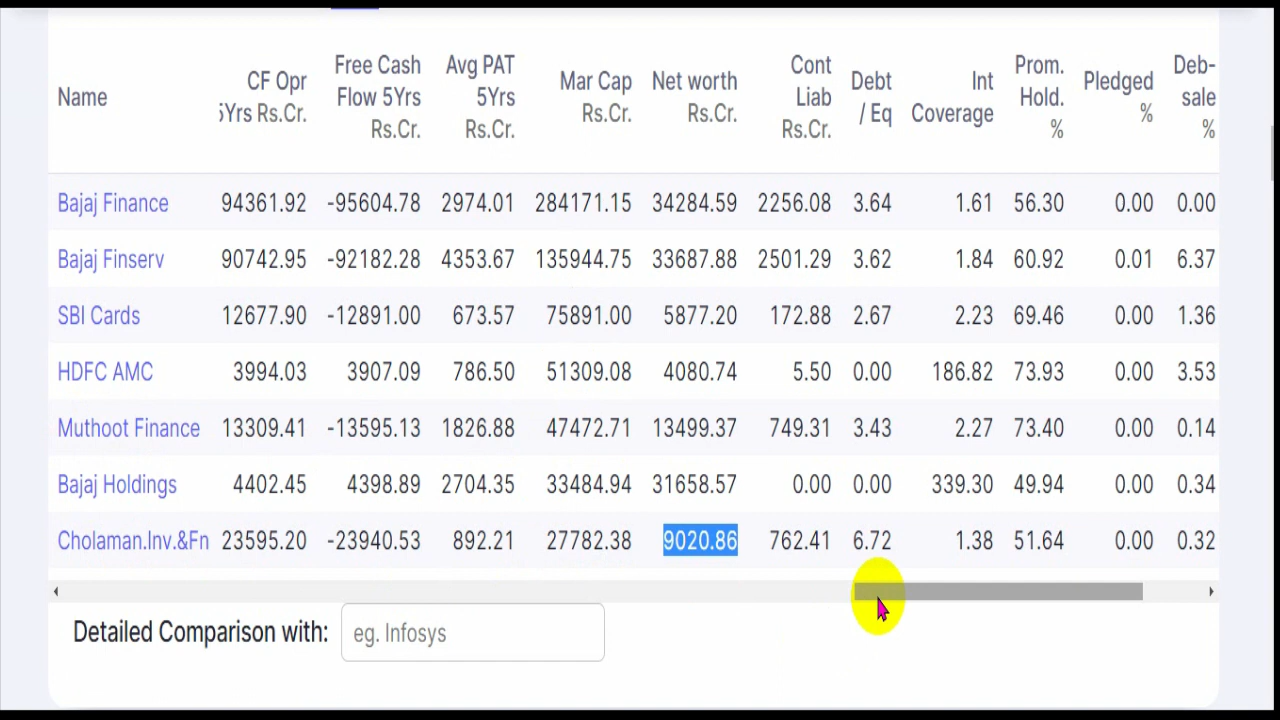 Name CF Opr 5Yrs Rs.Cr. Free Cash Flow 5Yrs Rs.Cr. Avg PAT 5Yrs Rs.Cr. Mar Cap Rs.Cr. Net worth Rs.Cr. Cont Liab Rs.Cr. Debt / Eq Int Coverage Prom. Hold. % Pledged % Deb-sale %
Bajaj Finance 94361.92 -95604.78 2974.01 284171.15 34284.59 2256.08 3.64 1.61 56.30 0.00 0.00
Bajaj Finserv 90742.95 -92182.28 4353.67 135944.75 33687.88 2501.29 3.62 1.84 60.92 0.01 6.37
SBI Cards 12677.90 -12891.00 673.57 75891.00 5877.20 172.88 2.67 2.23 69.46 0.00 1.36
HDFC AMC 3994.03 3907.09 786.50 51309.08 4080.74 5.50 0.00 186.82 73.93 0.00 3.53
Muthoot Finance 13309.41 -13595.13 1826.88 47472.71 13499.37 749.31 3.43 2.27 73.40 0.00 0.14
Bajaj Holdings 4402.45 4398.89 2704.35 33484.94 31658.57 0.00 0.00 339.30 49.94 0.00 0.34
Cholaman.Inv.&Fn 23595.20 -23940.53 892.21 27782.38 9020.86 762.41 6.72 1.38 51.64 0.00 0.32
Detailed Comparison with: eg. Infosys